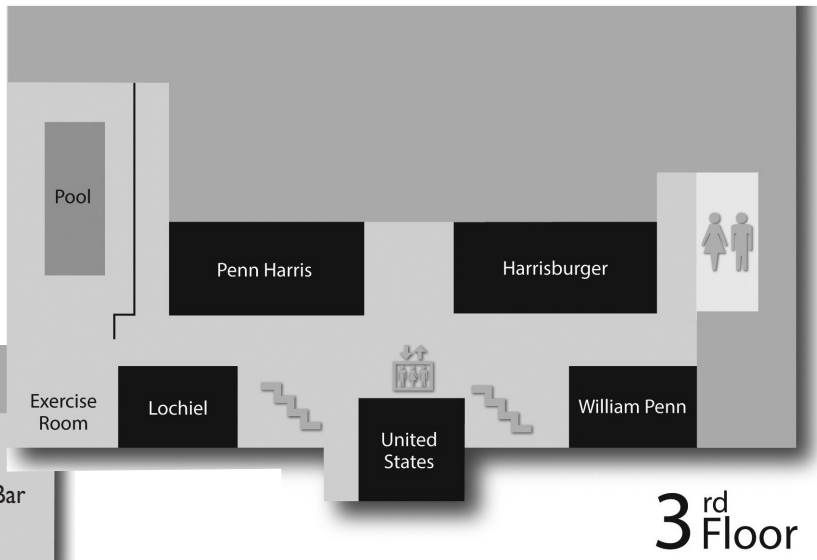 Pool
Penn Harris
Harrisburger
Exercise
Room
Lochiel
United
States
William Penn
Bar
3rd
Floor